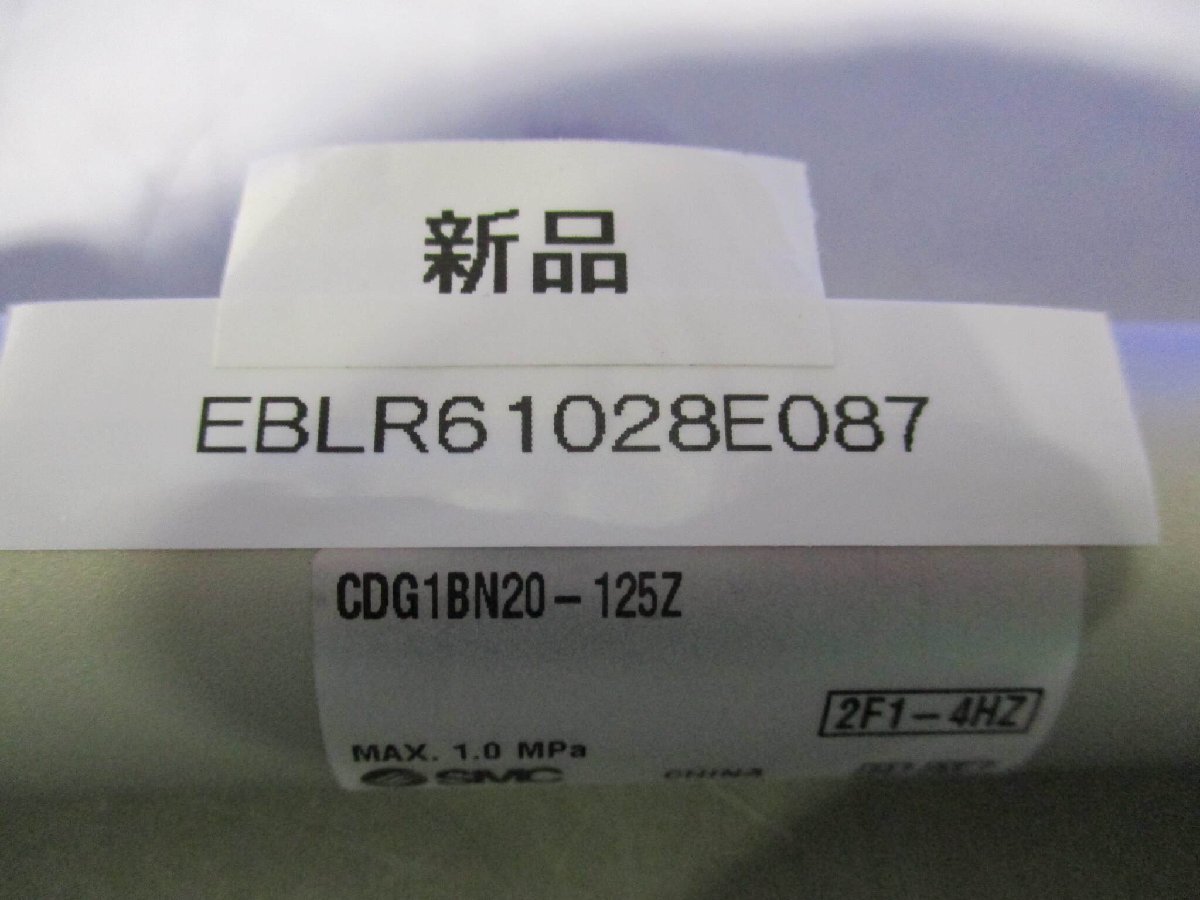 新品
EBLR61028E087
CDG1BN20-125Z
2F1-4HZ
MAX. 1.0 MPa
SMC CHINA